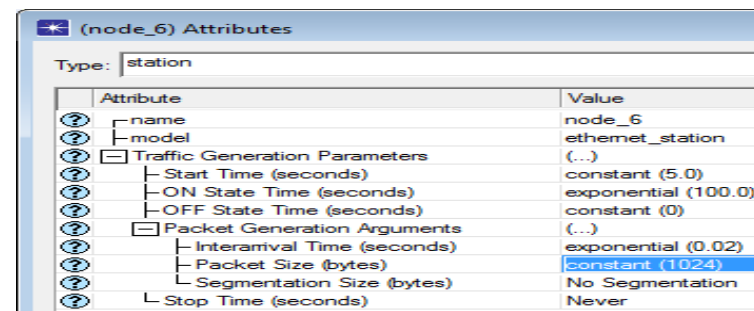 (node_6) Attributes
Type: station
Attribute Value
name node_6
model ethernet_station
Traffic Generation Parameters (...)
Start Time (seconds) constant (5.0)
ON State Time (seconds) exponential (100.0)
OFF State Time (seconds) constant (0)
Packet Generation Arguments (...)
Interarrival Time (seconds) exponential (0.02)
Packet Size (bytes) constant (1024)
Segmentation Size (bytes) No Segmentation
Stop Time (seconds) Never